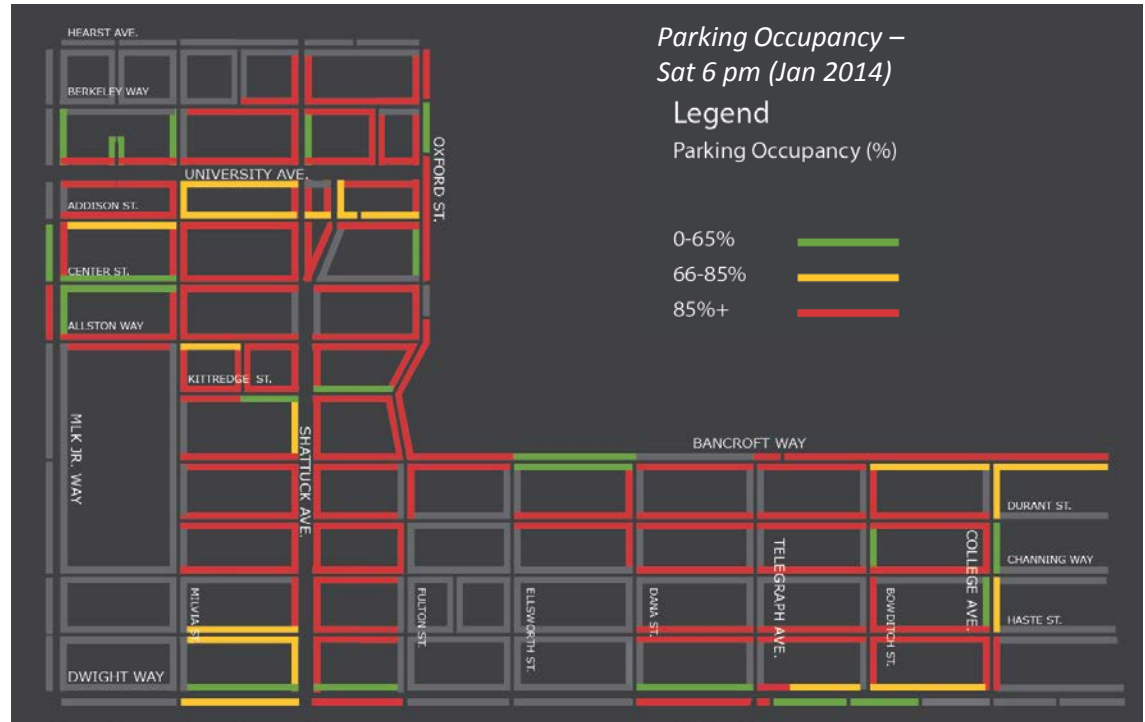 Parking Occupancy –
Sat 6 pm (Jan 2014)
Legend
Parking Occupancy (%)
0-65%
66-85%
85%+
HEARST AVE.
BERKELEY WAY
OXFORD ST.
UNIVERSITY AVE.
ADDISON ST.
CENTER ST.
ALLSTON WAY
KITTREDGE ST.
MLK JR. WAY
SHATTUCK AVE.
BANCROFT WAY
DURANT ST.
TELEGRAPH AVE.
COLLEGE AVE.
CHANNING WAY
MILVIA ST.
FULTON ST.
ELLSWORTH ST.
DANA ST.
BOWDITCH ST.
HASTE ST.
DWIGHT WAY